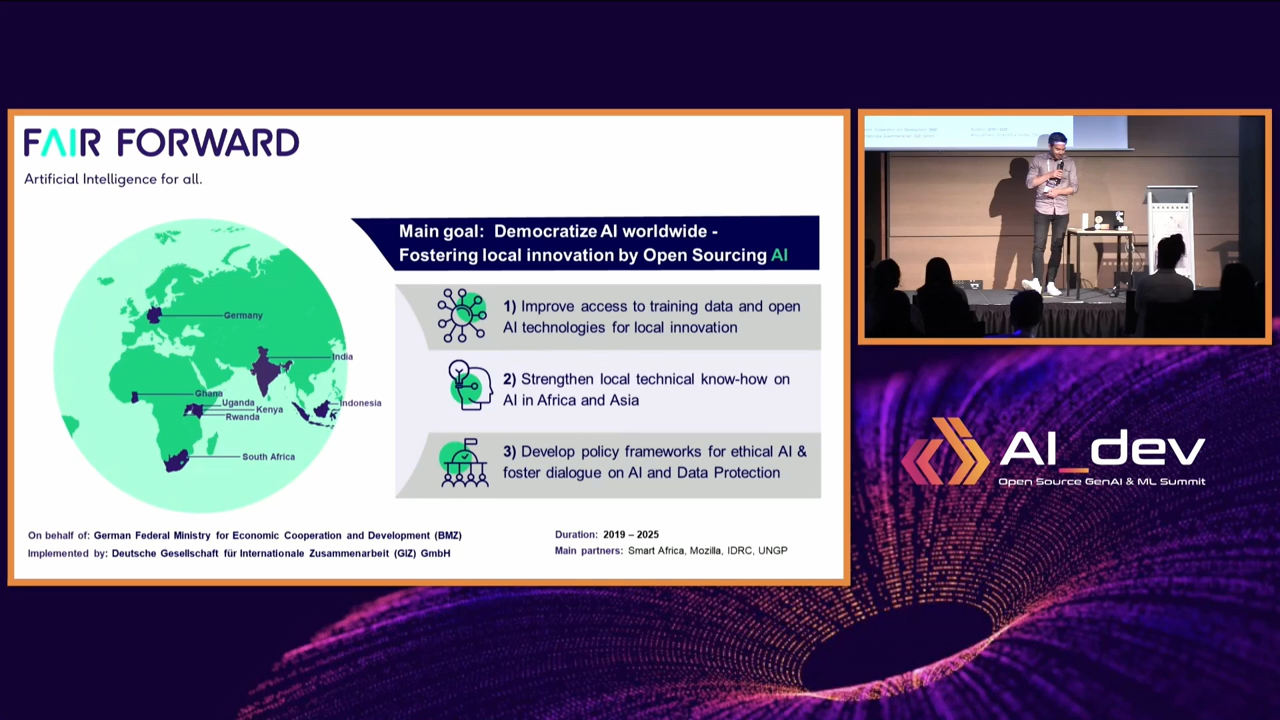 FAIR FORWARD
Artificial Intelligence for all.
Germany
India
Ghana
Uganda
Kenya
Rwanda
Indonesia
South Africa
Main goal: Democratize AI worldwide -
Fostering local innovation by Open Sourcing AI
1) Improve access to training data and open
AI technologies for local innovation
2) Strengthen local technical know-how on
AI in Africa and Asia
3) Develop policy frameworks for ethical AI &
foster dialogue on AI and Data Protection
On behalf of: German Federal Ministry for Economic Cooperation and Development (BMZ)
Implemented by: Deutsche Gesellschaft für Internationale Zusammenarbeit (GIZ) GmbH
Duration: 2019 – 2025
Main partners: Smart Africa, Mozilla, IDRC, UNGP
AI_dev
Open Source GenAI & ML Summit